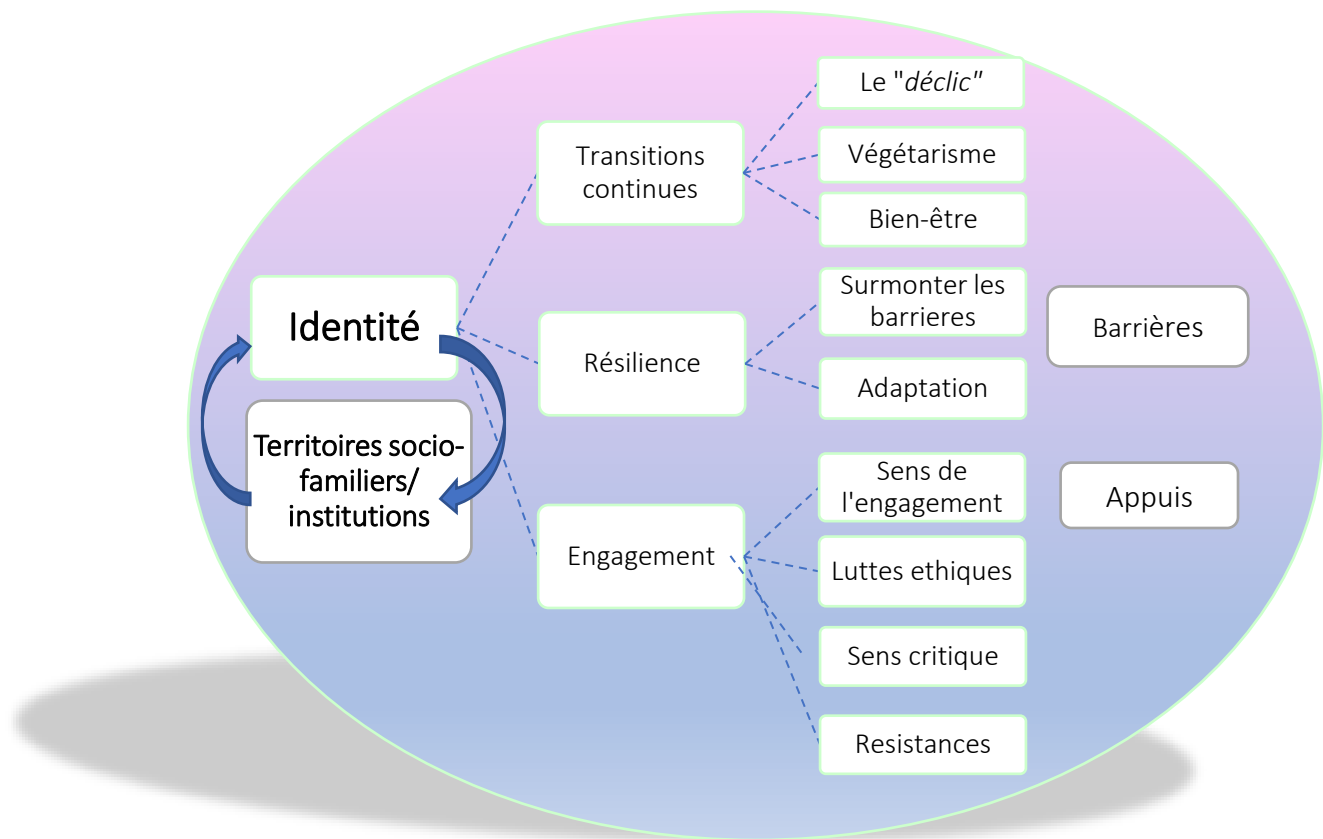 Le "déclic"
Transitions
continues
Végétarisme
Bien-être
Identité
Surmonter les
barrieres
Barrières
Résilience
Adaptation
Territoires socio-
familiers/
institutions
Sens de
l'engagement
Appuis
Engagement
Luttes ethiques
Sens critique
Resistances